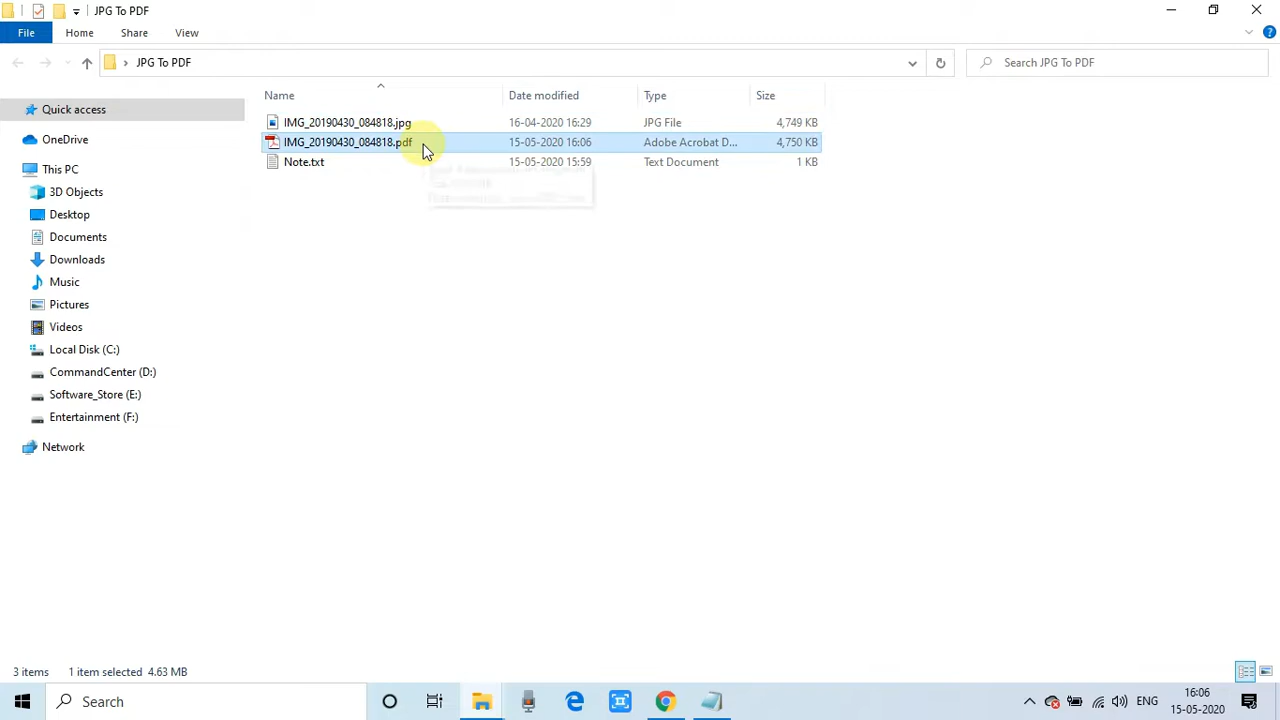 JPG To PDF
File Home Share View
JPG To PDF
Search JPG To PDF
Name Date modified Type Size
IMG_20190430_084818.jpg 16-04-2020 16:29 JPG File 4,749 KB
IMG_20190430_084818.pdf 15-05-2020 16:06 Adobe Acrobat D... 4,750 KB
Note.txt 15-05-2020 15:59 Text Document 1 KB
Quick access
OneDrive
This PC
3D Objects
Desktop
Documents
Downloads
Music
Pictures
Videos
Local Disk (C:)
CommandCenter (D:)
Software_Store (E:)
Entertainment (F:)
Network
3 items 1 item selected 4.63 MB
Search
ENG
16:06
15-05-2020